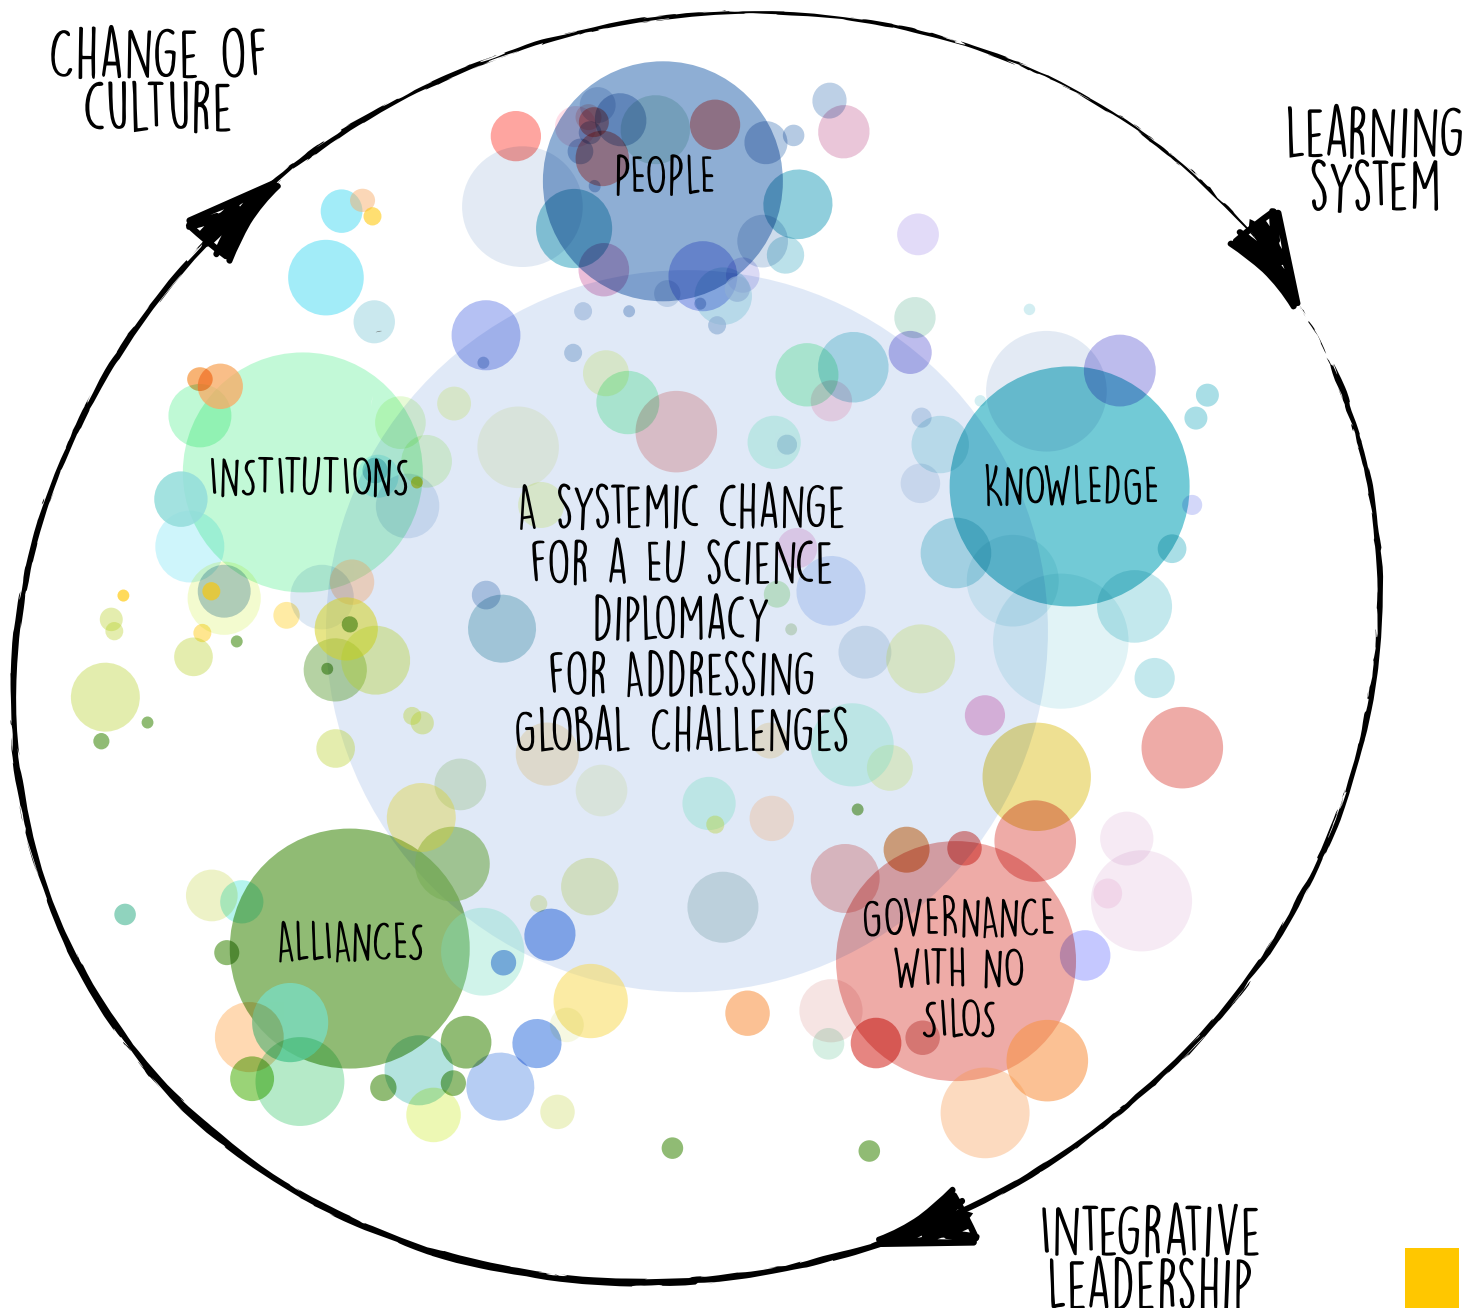 CHANGE OF
CULTURE
LEARNING
SYSTEM
PEOPLE
INSTITUTIONS
KNOWLEDGE
A SYSTEMIC CHANGE
FOR A EU SCIENCE
DIPLOMACY
FOR ADDRESSING
GLOBAL CHALLENGES
ALLIANCES
GOVERNANCE
WITH NO
SILOS
INTEGRATIVE
LEADERSHIP